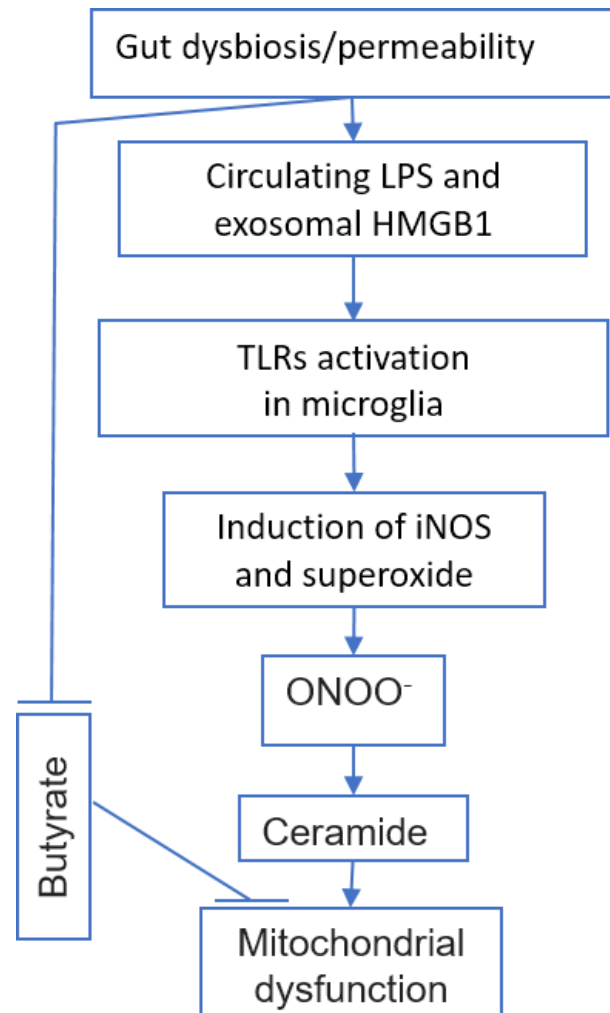 Gut dysbiosis/permeability
Circulating LPS and
exosomal HMGB1
TLRs activation
in microglia
Induction of iNOS
and superoxide
ONOO⁻
Ceramide
Butyrate
Mitochondrial
dysfunction